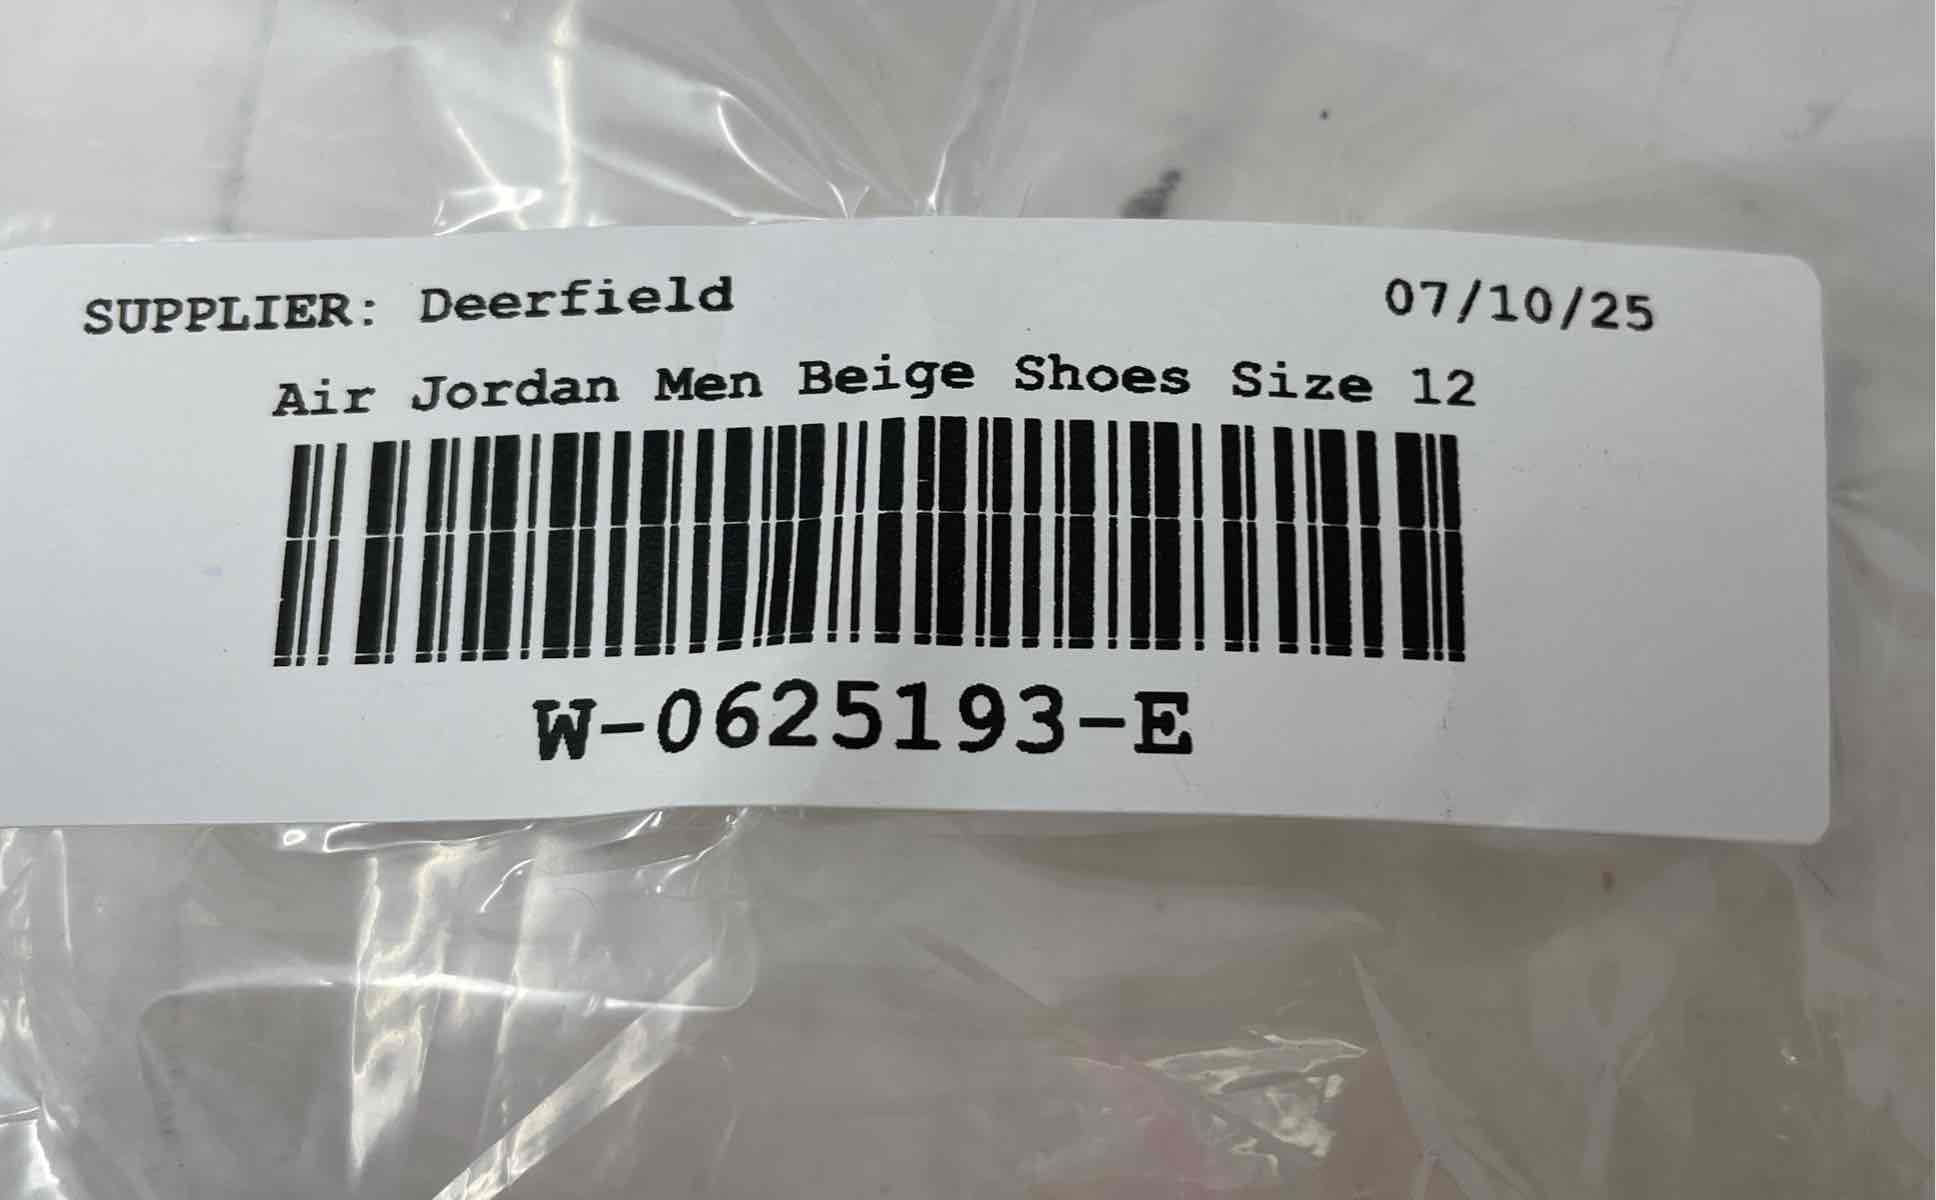 SUPPLIER: Deerfield 07/10/25
Air Jordan Men Beige Shoes Size 12
W-0625193-E